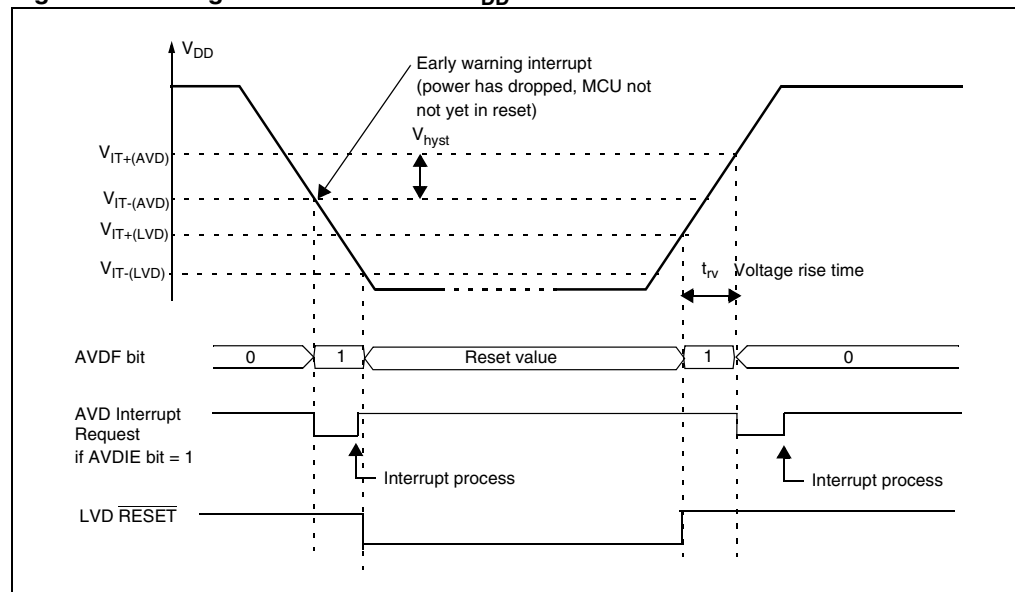 DD
V_DD
Early warning interrupt
(power has dropped, MCU not
not yet in reset)
V_hyst
V_IT+(AVD)
V_IT-(AVD)
V_IT+(LVD)
V_IT-(LVD)
t_rv Voltage rise time
AVDF bit 0 1 Reset value 1 0
AVD Interrupt
Request
if AVDIE bit = 1
Interrupt process
Interrupt process
LVD RESET